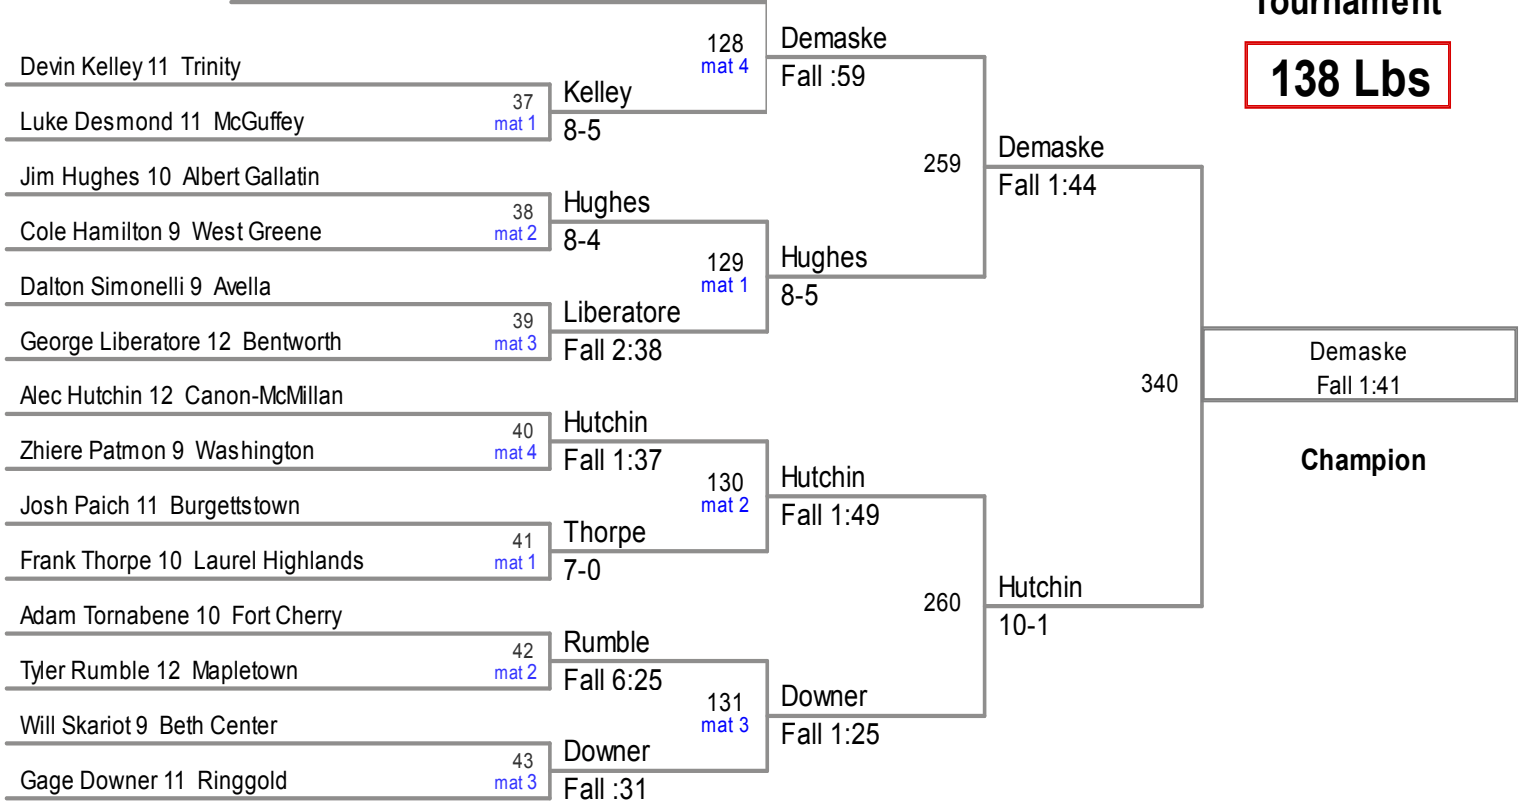 Tournament
138 Lbs
Devin Kelley 11 Trinity
Luke Desmond 11 McGuffey
Jim Hughes 10 Albert Gallatin
Cole Hamilton 9 West Greene
Dalton Simonelli 9 Avella
George Liberatore 12 Bentworth
Alec Hutchin 12 Canon-McMillan
Zhiere Patmon 9 Washington
Josh Paich 11 Burgettstown
Frank Thorpe 10 Laurel Highlands
Adam Tornabene 10 Fort Cherry
Tyler Rumble 12 Mapletown
Will Skariot 9 Beth Center
Gage Downer 11 Ringgold
37
mat 1
38
mat 2
39
mat 3
40
mat 4
41
mat 1
42
mat 2
43
mat 3
Kelley
8-5
Hughes
8-4
Liberatore
Fall 2:38
Hutchin
Fall 1:37
Thorpe
7-0
Rumble
Fall 6:25
Downer
Fall :31
128
mat 4
129
mat 1
130
mat 2
131
mat 3
Demaske
Fall :59
Hughes
8-5
Hutchin
Fall 1:49
Downer
Fall 1:25
259
260
Demaske
Fall 1:44
Hutchin
10-1
340
Demaske
Fall 1:41
Champion